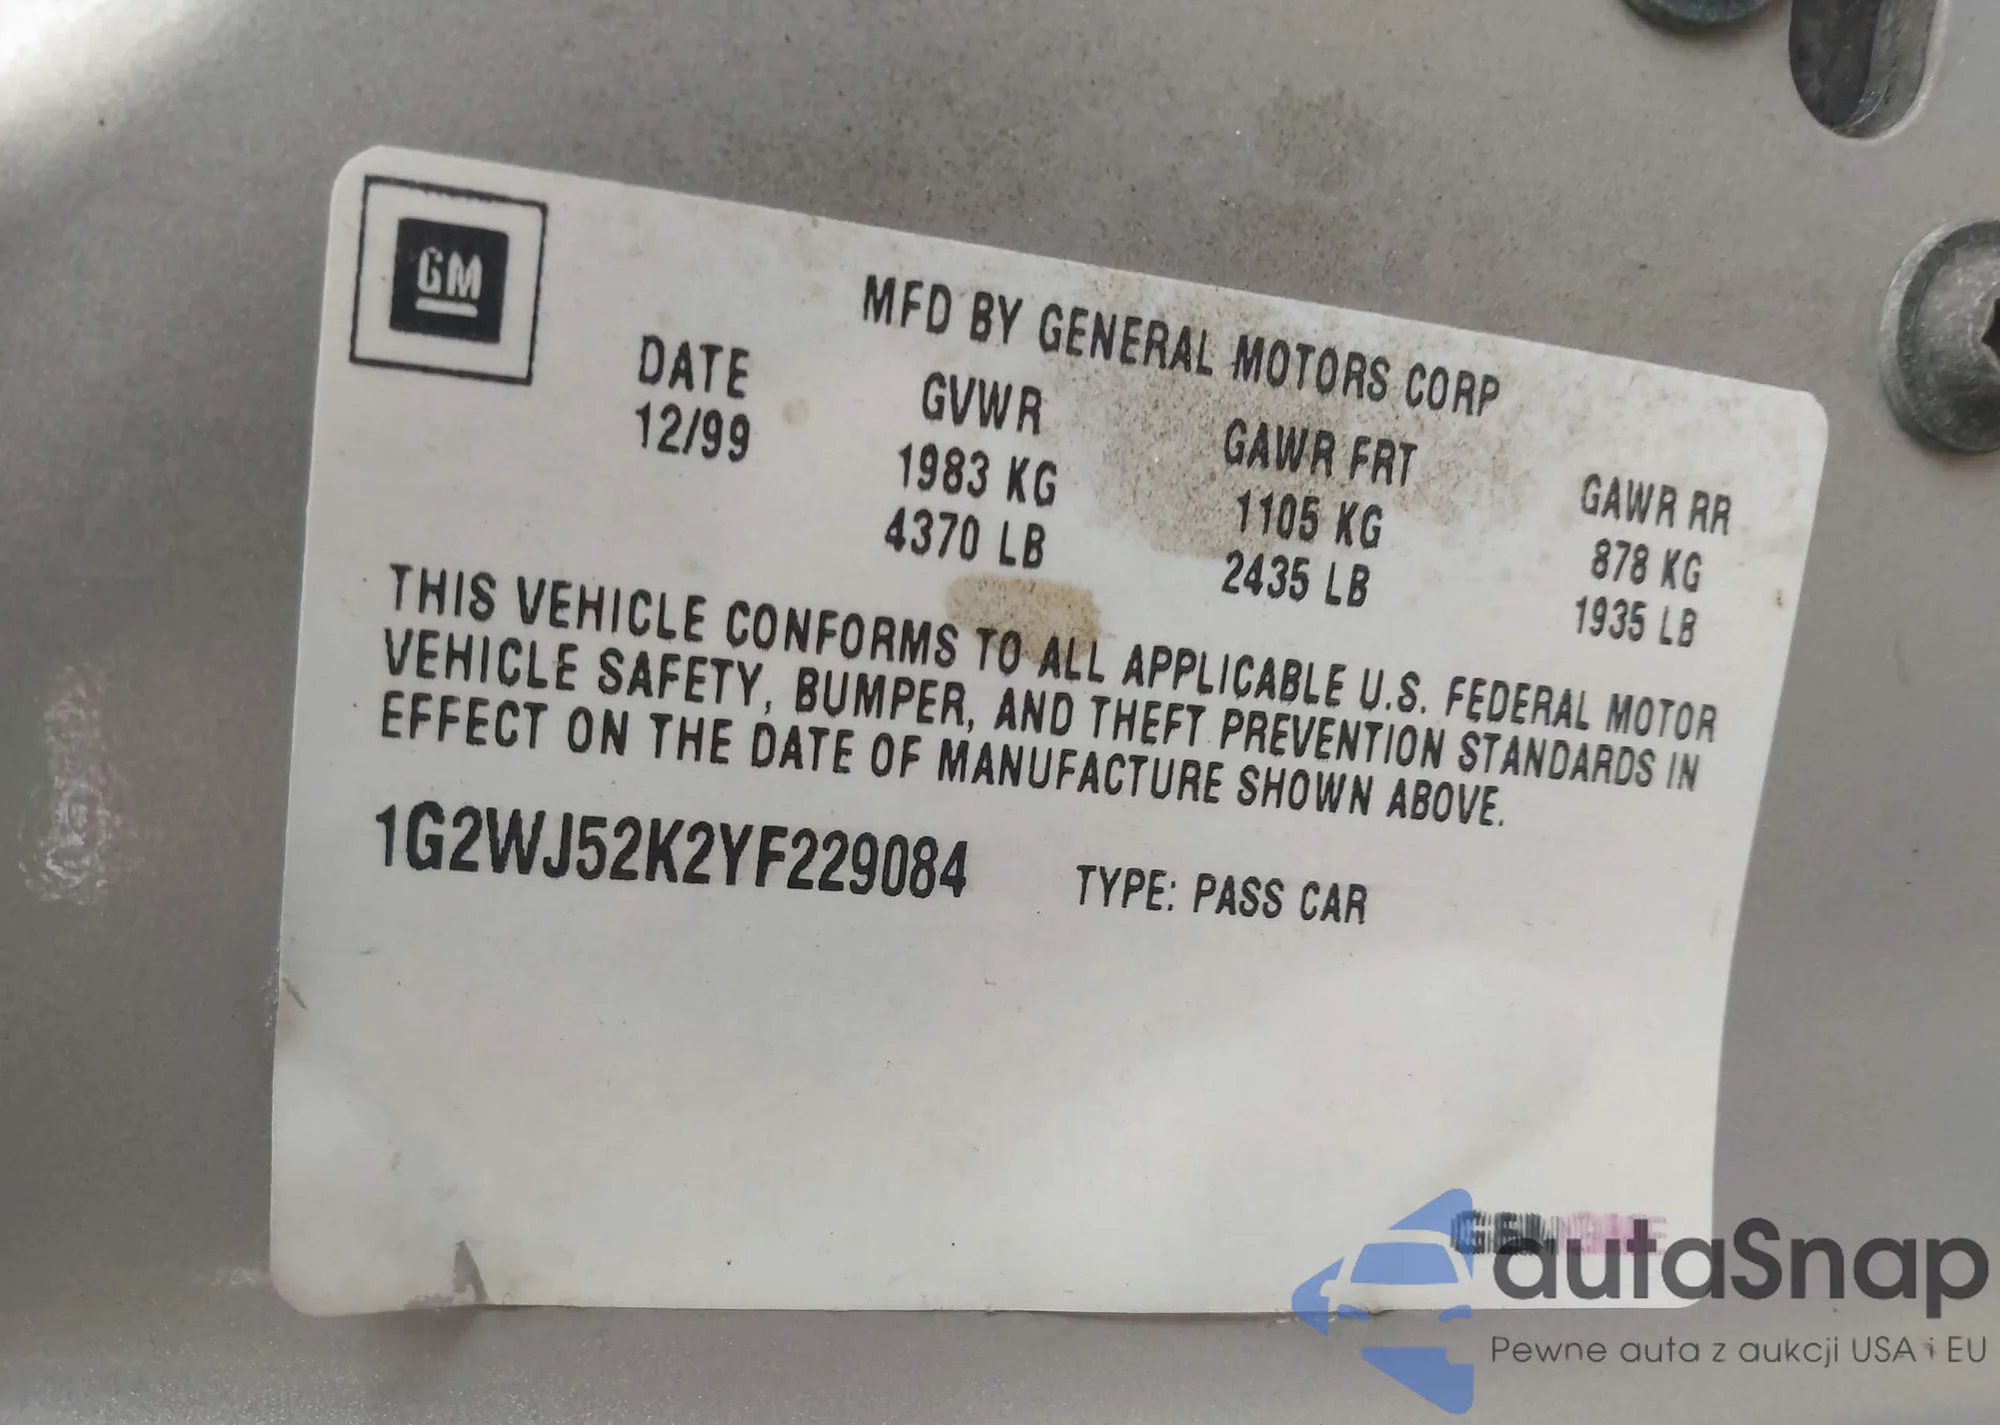 GM
MFD BY GENERAL MOTORS CORP
DATE GVWR GAWR FRT GAWR RR
12/99 1983 KG 1105 KG 878 KG
4370 LB 2435 LB 1935 LB
THIS VEHICLE CONFORMS TO ALL APPLICABLE U.S. FEDERAL MOTOR
VEHICLE SAFETY, BUMPER, AND THEFT PREVENTION STANDARDS IN
EFFECT ON THE DATE OF MANUFACTURE SHOWN ABOVE.
1G2WJ52K2YF229084 TYPE: PASS CAR
autaSnap
Pewne auta z aukcji USA i EU